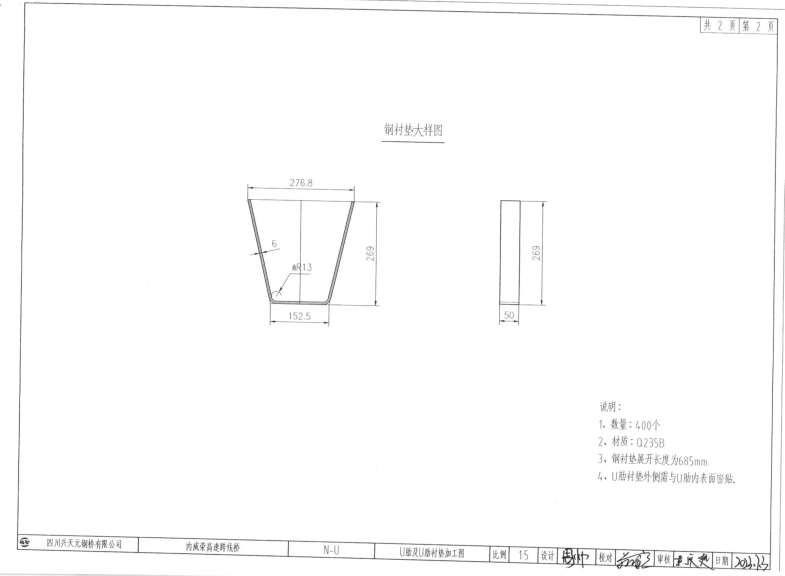 共 2 页 第 2 页
钢衬垫大样图
276.8
6
R13
269
152.5
269
50
说明：
1、数量：400个
2、材质：Q235B
3、钢衬垫展开长度为685mm.
4、U肋衬垫外侧需与U肋内表面密贴.
四川兴天元钢桥有限公司 内威荣高速跨线桥 N-U U肋及U肋衬垫加工图 比例 1:5 设计 校对 审核 日期